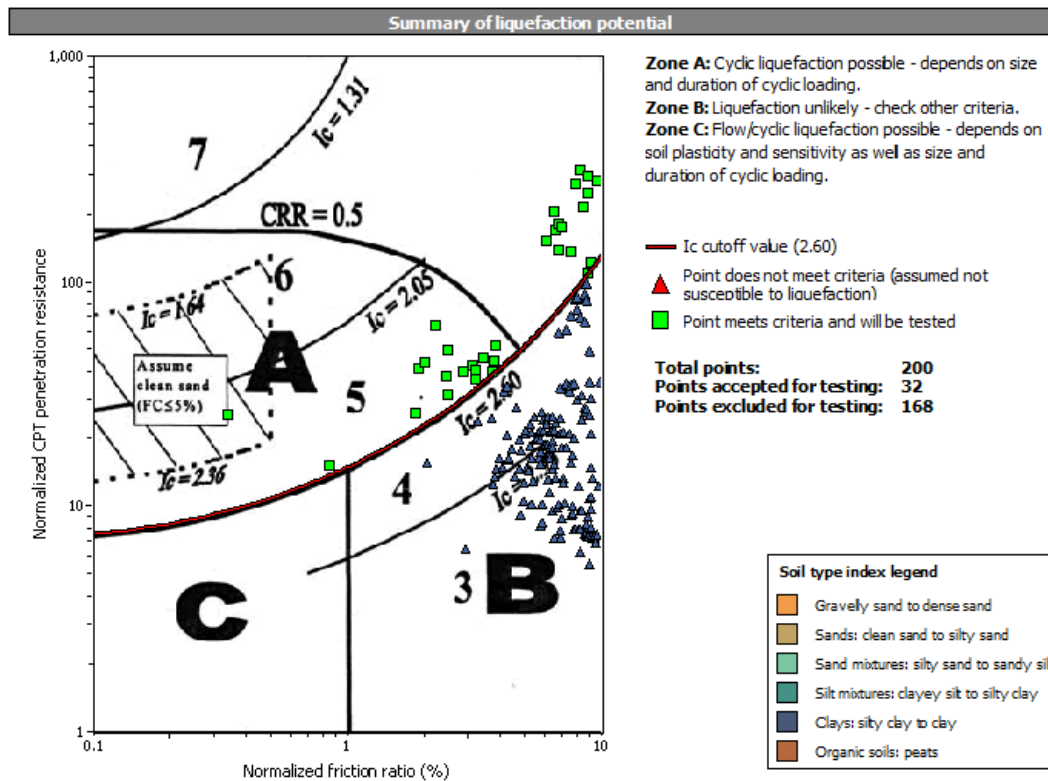 Summary of liquefaction potential
1,000
100
10
1
0.1
1
10
Normalized CPT penetration resistance
Normalized friction ratio (%)
7
Ic = 1.31
CRR = 0.5
6
Ic = 1.64
Ic = 2.05
A
Assume
clean sand
(FC≤5%)
5
Ic = 2.60
Ic = 2.36
4
Ic =
3
B
C
Zone A: Cyclic liquefaction possible - depends on size
and duration of cyclic loading.
Zone B: Liquefaction unlikely - check other criteria.
Zone C: Flow/cyclic liquefaction possible - depends on
soil plasticity and sensitivity as well as size and
duration of cyclic loading.
Ic cutoff value (2.60)
Point does not meet criteria (assumed not
susceptible to liquefaction)
Point meets criteria and will be tested
Total points: 200
Points accepted for testing: 32
Points excluded for testing: 168
Soil type index legend
Gravelly sand to dense sand
Sands: clean sand to silty sand
Sand mixtures: silty sand to sandy sil
Silt mixtures: clayey silt to silty clay
Clays: silty clay to clay
Organic soils: peats